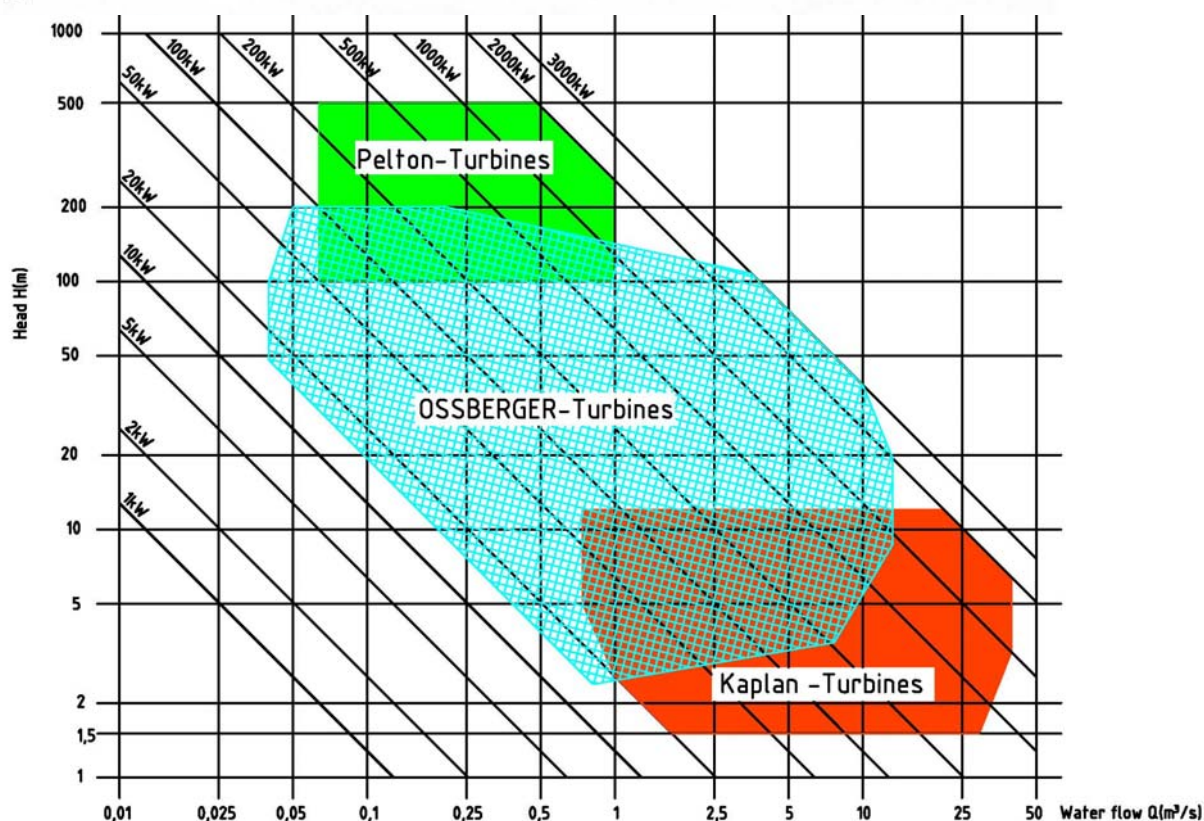 1000
500
200
100
50
20
10
5
2
1,5
1
Head H(m)
50kW
100kW
200kW
500kW
1000kW
2000kW
3000kW
20kW
10kW
5kW
2kW
1kW
Pelton-Turbines
OSSBERGER-Turbines
Kaplan -Turbines
0,01
0,025
0,05
0,1
0,25
0,5
1
2,5
5
10
25
50
Water flow Q(m³/s)